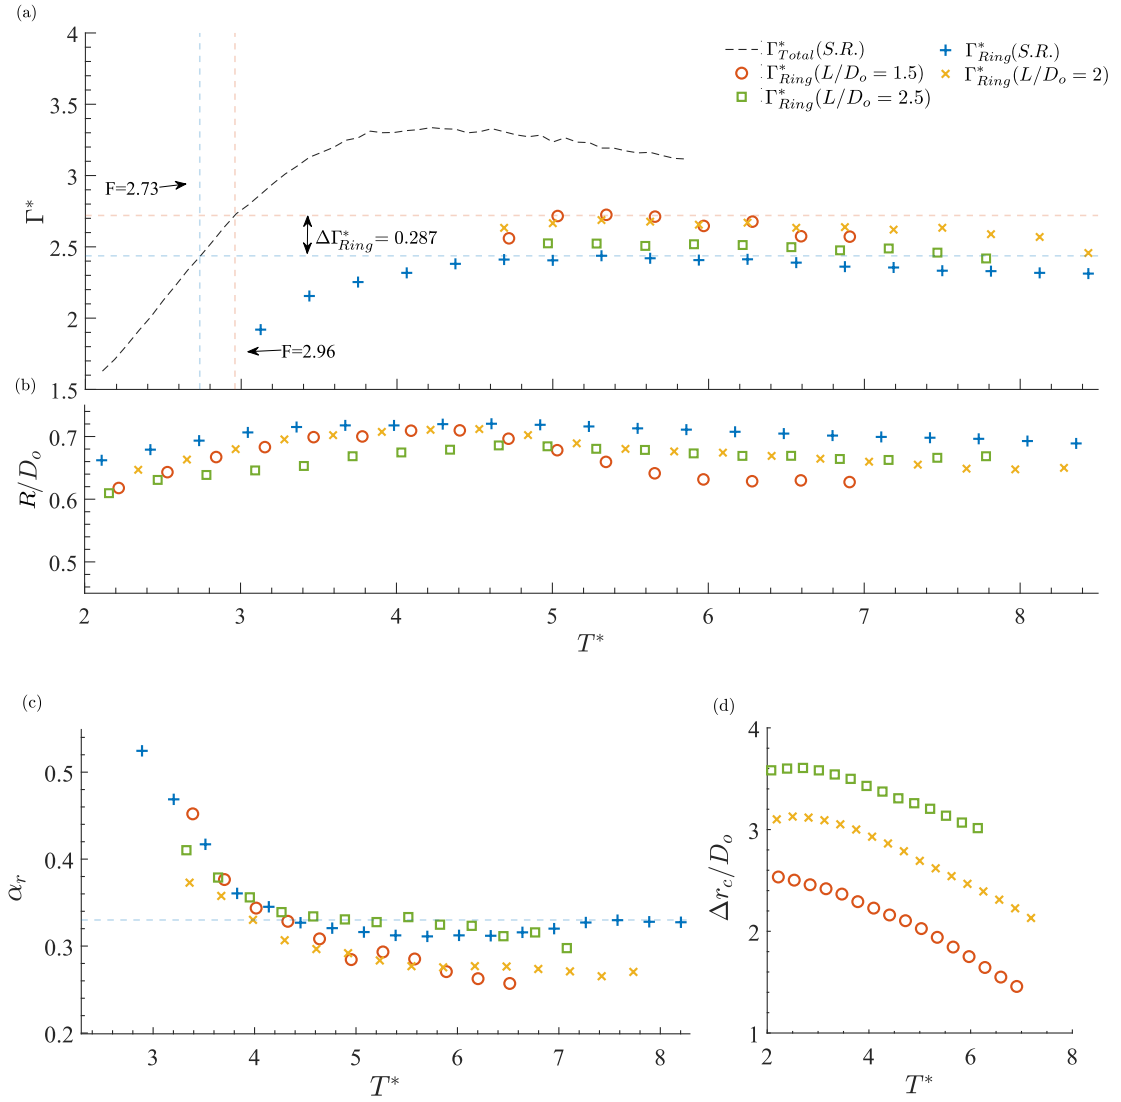 (a)
4
3.5
3
2.5
2
1.5
Γ*
Γ*Total(S.R.)
Γ*Ring(S.R.)
Γ*Ring(L/Do = 1.5)
Γ*Ring(L/Do = 2)
Γ*Ring(L/Do = 2.5)
F=2.73
ΔΓ*Ring = 0.287
F=2.96
(b)
0.7
0.6
0.5
R/Do
2 3 4 5 6 7 8
T*
(c)
0.5
0.4
0.3
0.2
αr
3 4 5 6 7 8
T*
(d)
4
3
2
1
Δrc/Do
2 4 6 8
T*